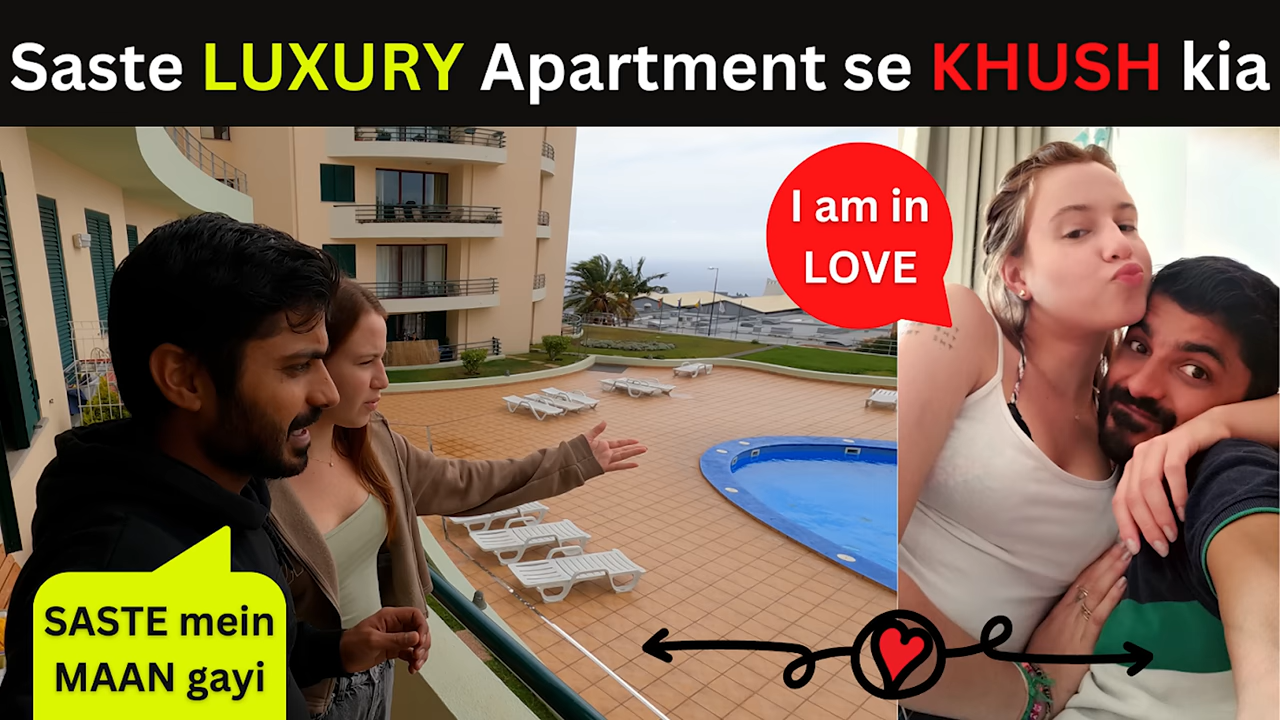 Saste LUXURY Apartment se KHUSH kia
I am in
LOVE
SASTE mein
MAAN gayi